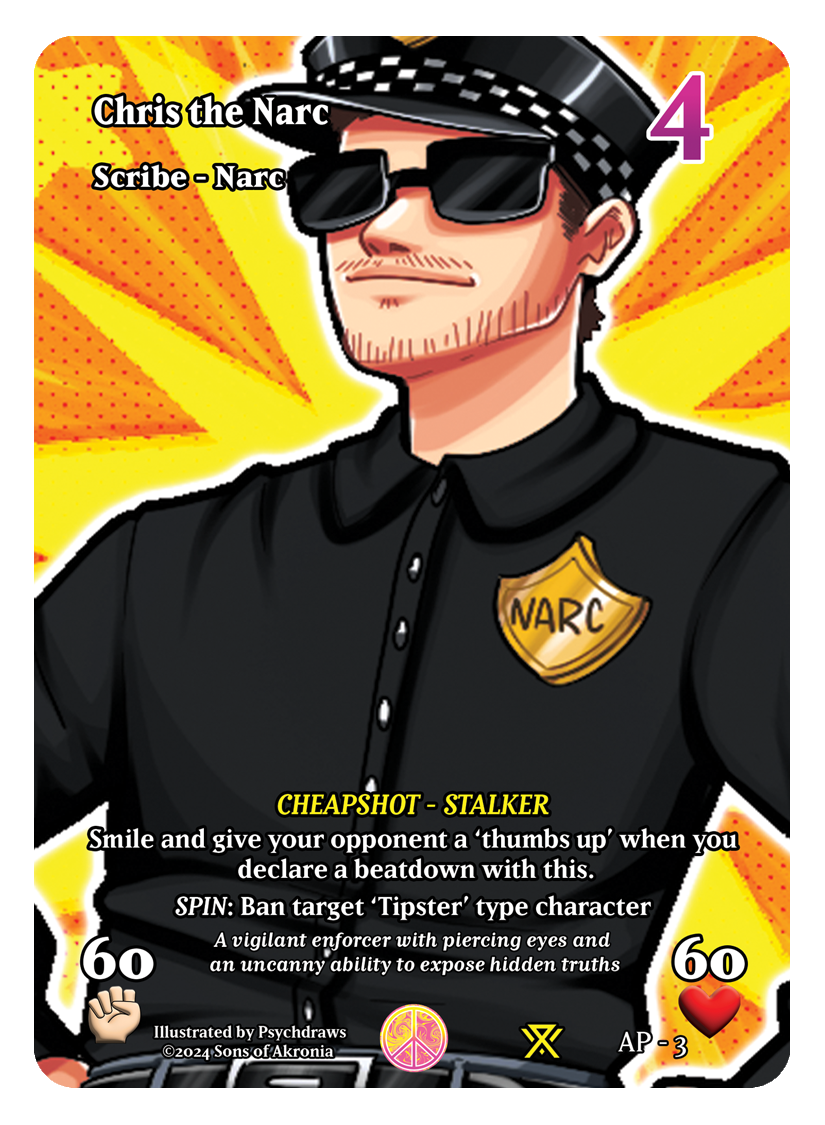 Chris the Narc
4
Scribe - Narc
NARC
CHEAPSHOT - STALKER
Smile and give your opponent a ‘thumbs up’ when you
declare a beatdown with this.
SPIN: Ban target ‘Tipster’ type character
A vigilant enforcer with piercing eyes and
an uncanny ability to expose hidden truths
60
60
Illustrated by Psychdraws
©2024 Sons of Akronia
AP - 3